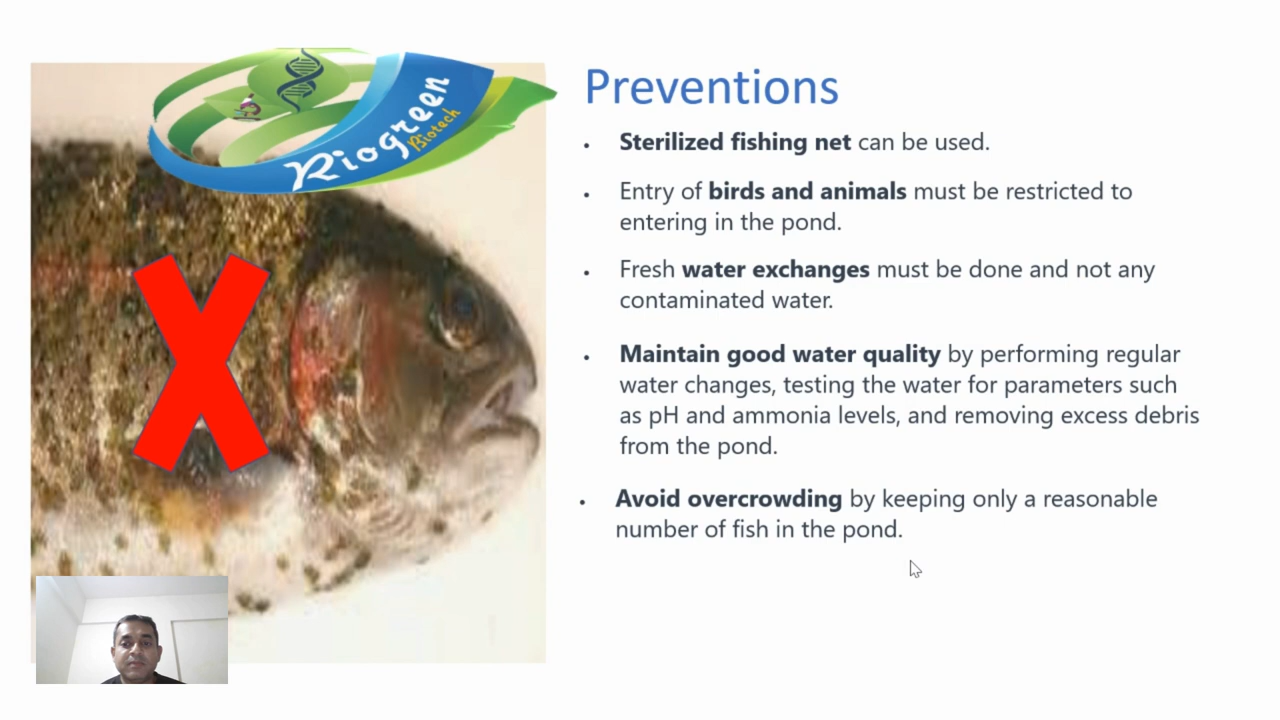 Riogreen
Biotech
Preventions
• Sterilized fishing net can be used.
• Entry of birds and animals must be restricted to
entering in the pond.
• Fresh water exchanges must be done and not any
contaminated water.
• Maintain good water quality by performing regular
water changes, testing the water for parameters such
as pH and ammonia levels, and removing excess debris
from the pond.
• Avoid overcrowding by keeping only a reasonable
number of fish in the pond.